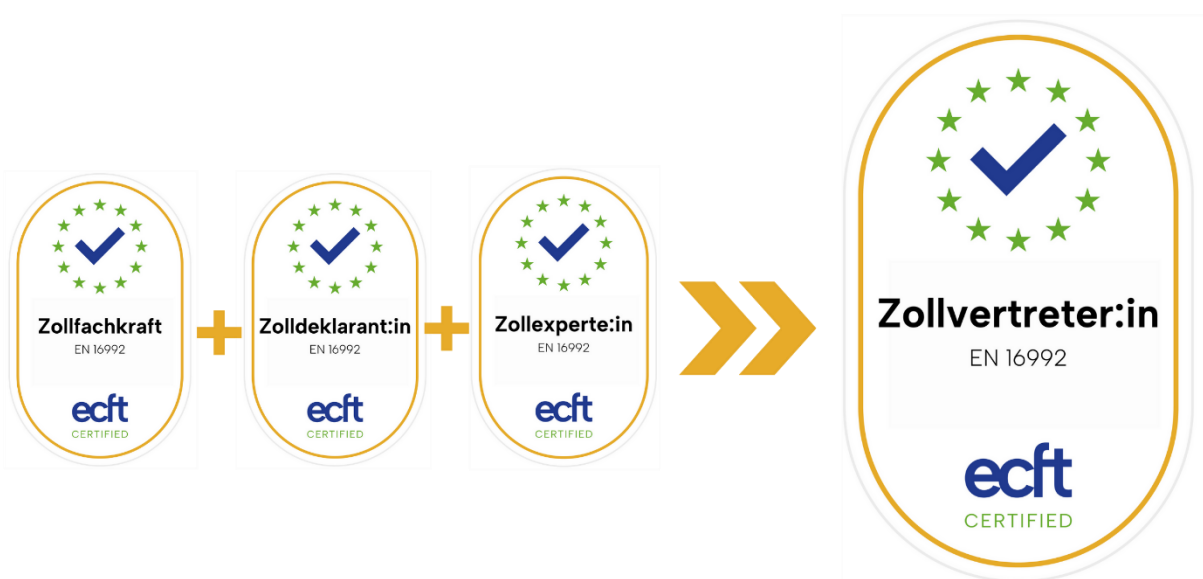 Zollfachkraft
EN 16992
ecft
CERTIFIED
Zolldeklarant:in
EN 16992
ecft
CERTIFIED
Zollexperte:in
EN 16992
ecft
CERTIFIED
Zollvertreter:in
EN 16992
ecft
CERTIFIED